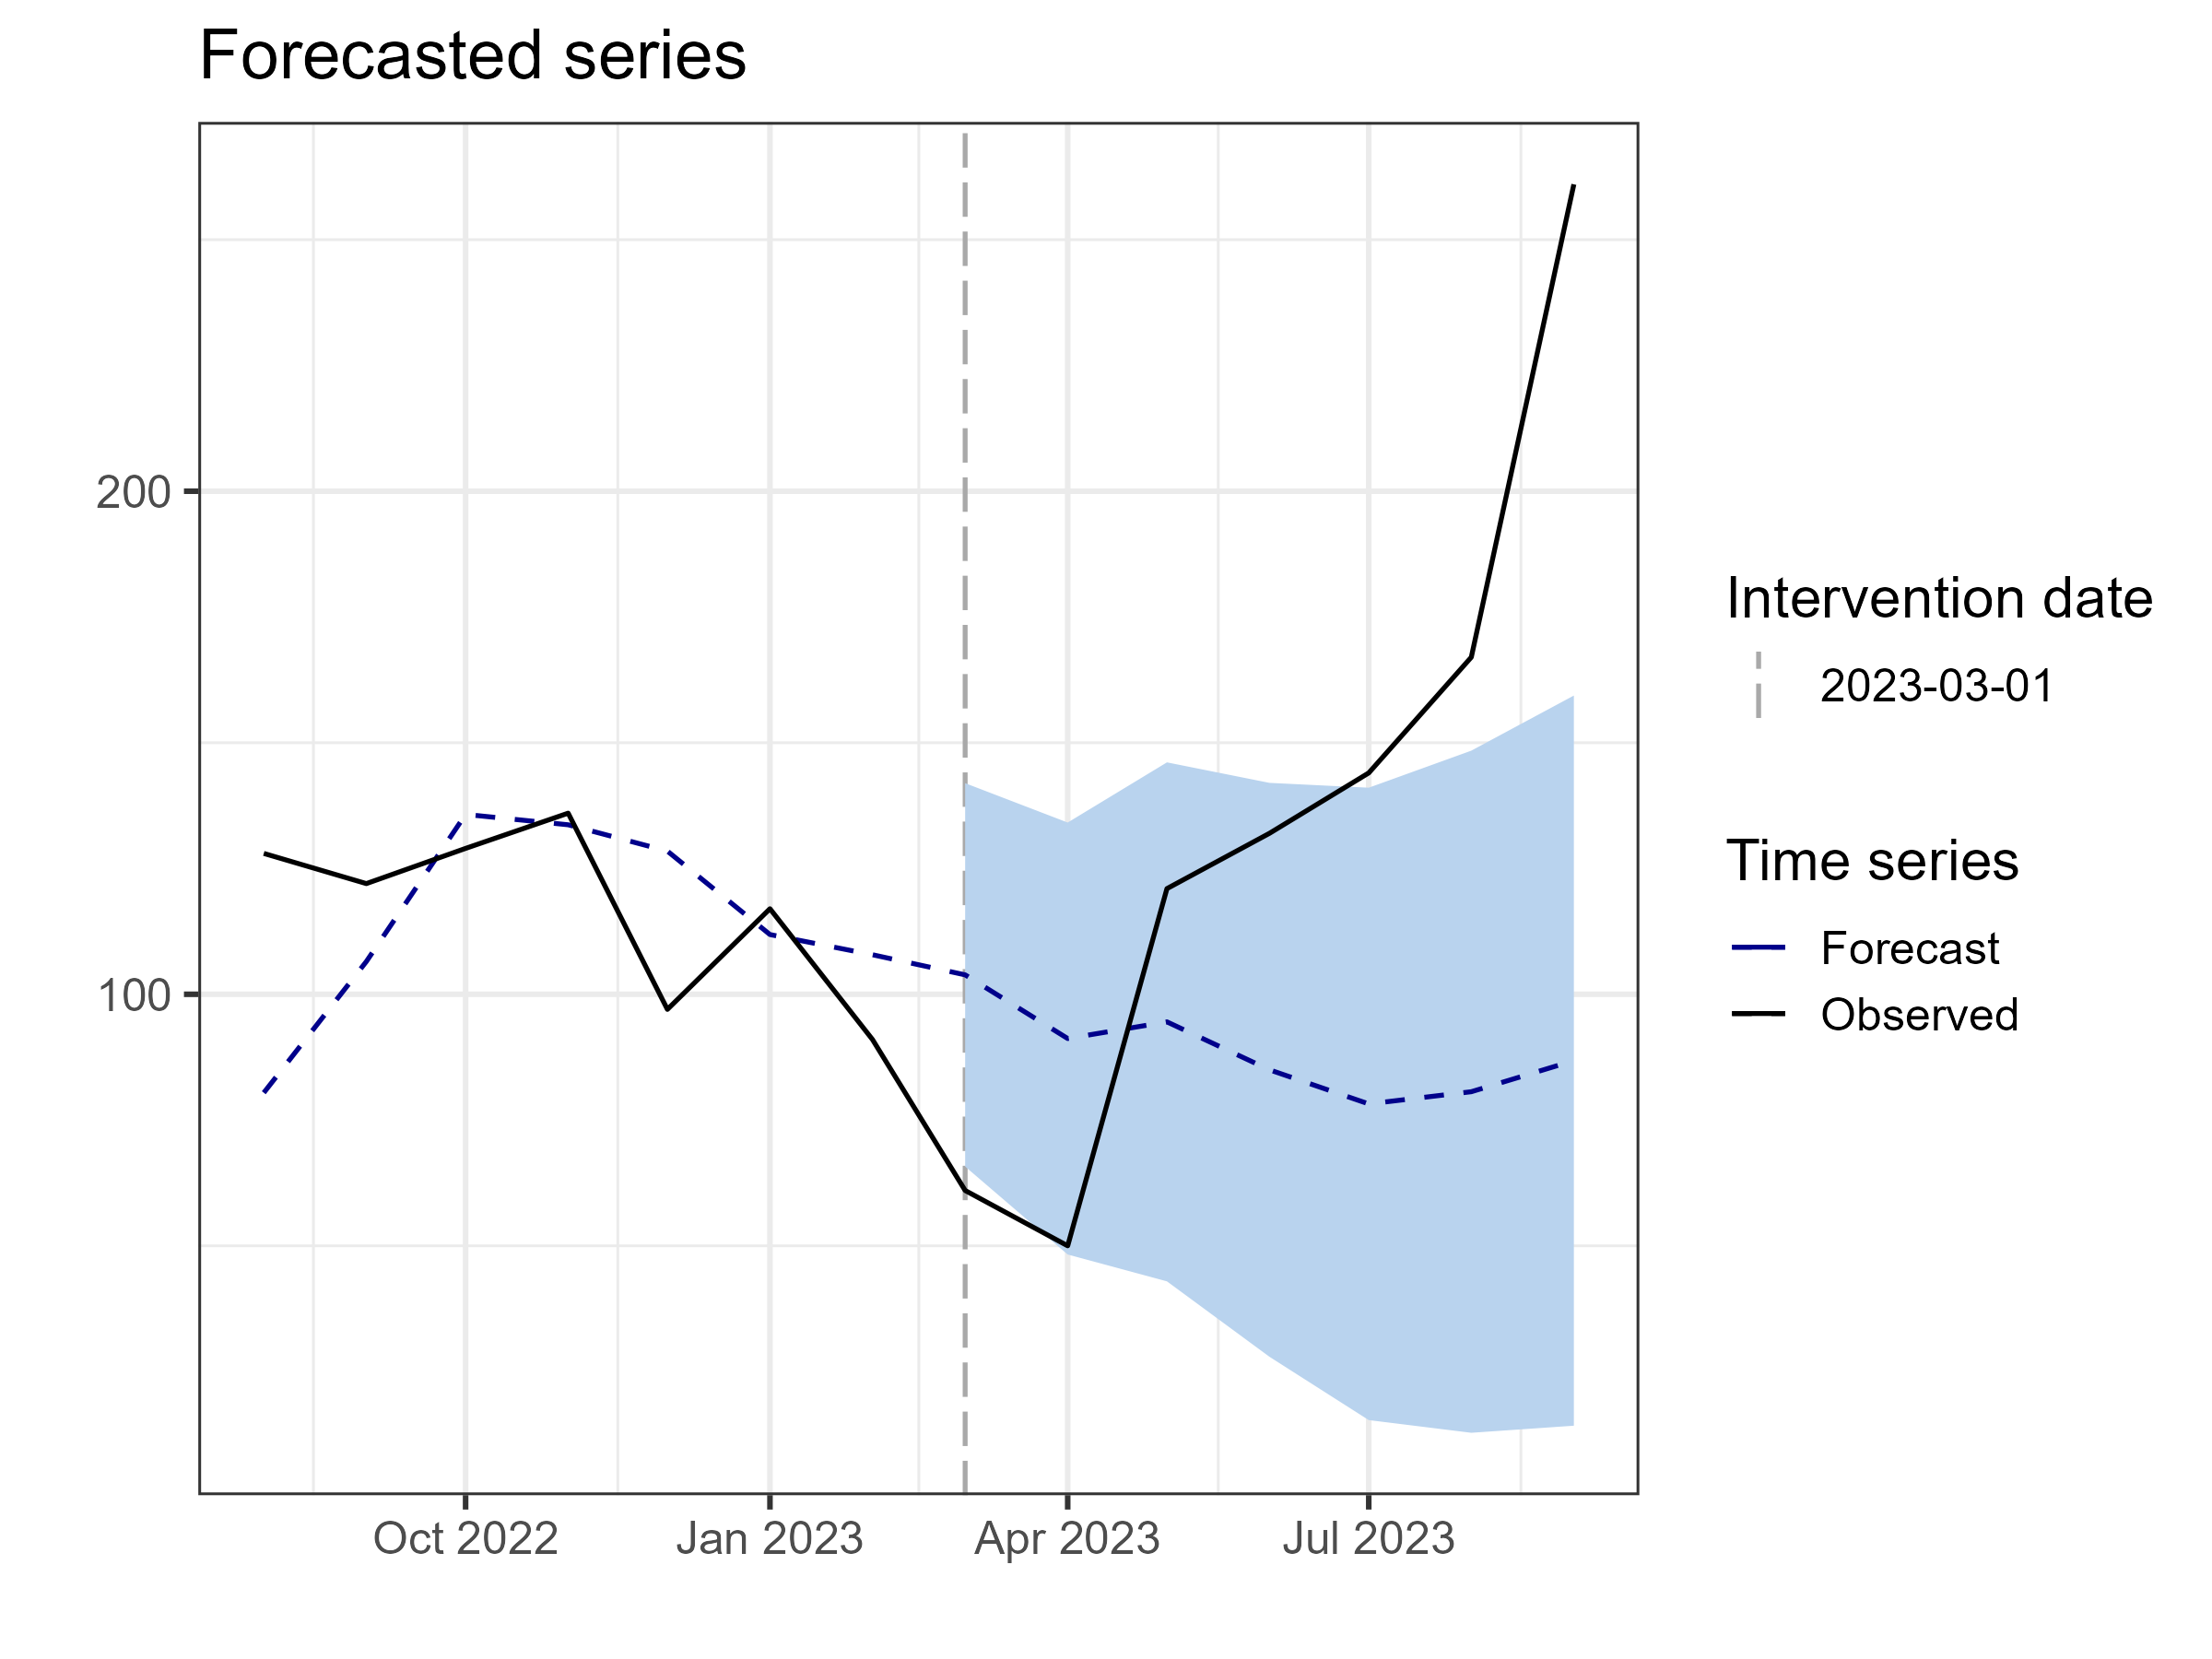 Forecasted series
200
100
Oct 2022
Jan 2023
Apr 2023
Jul 2023
Intervention date
2023-03-01
Time series
Forecast
Observed